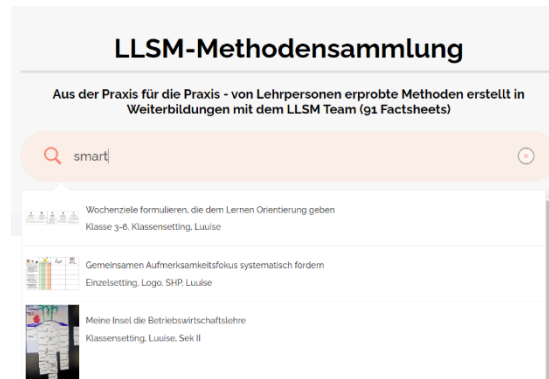 LLSM-Methodensammlung
Aus der Praxis für die Praxis - von Lehrpersonen erprobte Methoden erstellt in
Weiterbildungen mit dem LLSM Team (91 Factsheets)
smart
Wochenziele formulieren, die dem Lernen Orientierung geben
Klasse 3-6, Klassensetting, Luuise
Gemeinsamen Aufmerksamkeitsfokus systematisch fördern
Einzelsetting, Logo, SHP, Luuise
Meine Insel die Betriebswirtschaftslehre
Klassensetting, Luuise, Sek II